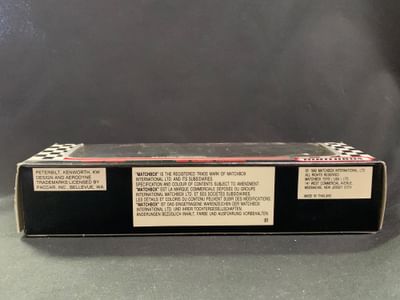 PETERBILT, KENWORTH, KW
DESIGN AND AERODYNE
TRADEMARKS LICENSED BY
PACCAR, INC., BELLEVUE, WA.
"MATCHBOX" IS THE REGISTERED TRADE MARK OF MATCHBOX
INTERNATIONAL LTD. AND ITS SUBSIDIARIES.
SPECIFICATION AND COLOUR OF CONTENTS SUBJECT TO AMENDMENT.
"MATCHBOX" EST LA MARQUE COMMERCIALE DEPOSEE DU GROUPE
INTERNATIONAL MATCHBOX LTD. ET SES SOCIETES SUBSIDIAIRES.
LES DETAILS ET COLORIS DU CONTENU PEUVENT SUBIR DES MODIFICATIONS.
"MATCHBOX" IST DAS EINGETRAGENE WARENZEICHEN DER MATCHBOX
INTERNATIONAL LTD. UND IHRER TOCHTERGESELLSCHAFTEN.
ÄNDERUNGEN BEZÜGLICH INHALT, FARBE UND AUSFÜHRUNG VORBEHALTEN.
ALL RIGHTS RESERVED.
MATCHBOX TOYS (USA) LTD.
141 WEST COMMERCIAL AVENUE,
MOONACHIE, NEW JERSEY
MADE IN THAILAND